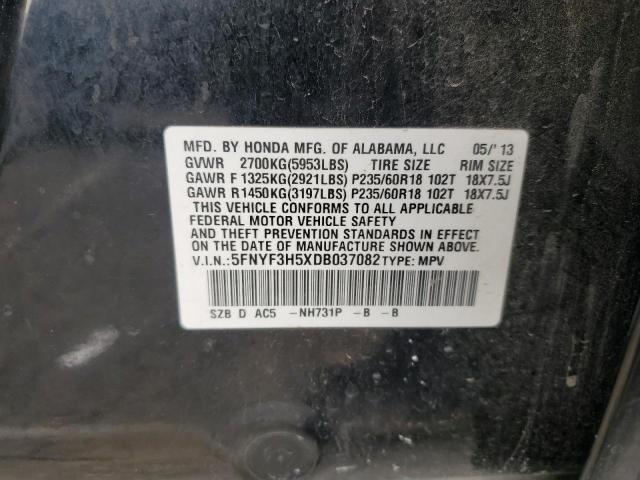 MFD. BY HONDA MFG. OF ALABAMA, LLC 05/'13
GVWR 2700KG(5953LBS) TIRE SIZE RIM SIZE
GAWR F 1325KG(2921LBS) P235/60R18 102T 18X7.5J
GAWR R1450KG(3197LBS) P235/60R18 102T 18X7.5J
THIS VEHICLE CONFORMS TO ALL APPLICABLE
FEDERAL MOTOR VEHICLE SAFETY
AND THEFT PREVENTION STANDARDS IN EFFECT
ON THE DATE OF MANUFACTURE SHOWN ABOVE.
V.I.N.:5FNYF3H5XDB037082 TYPE: MPV
SZB D AC5 -NH731P -B -B